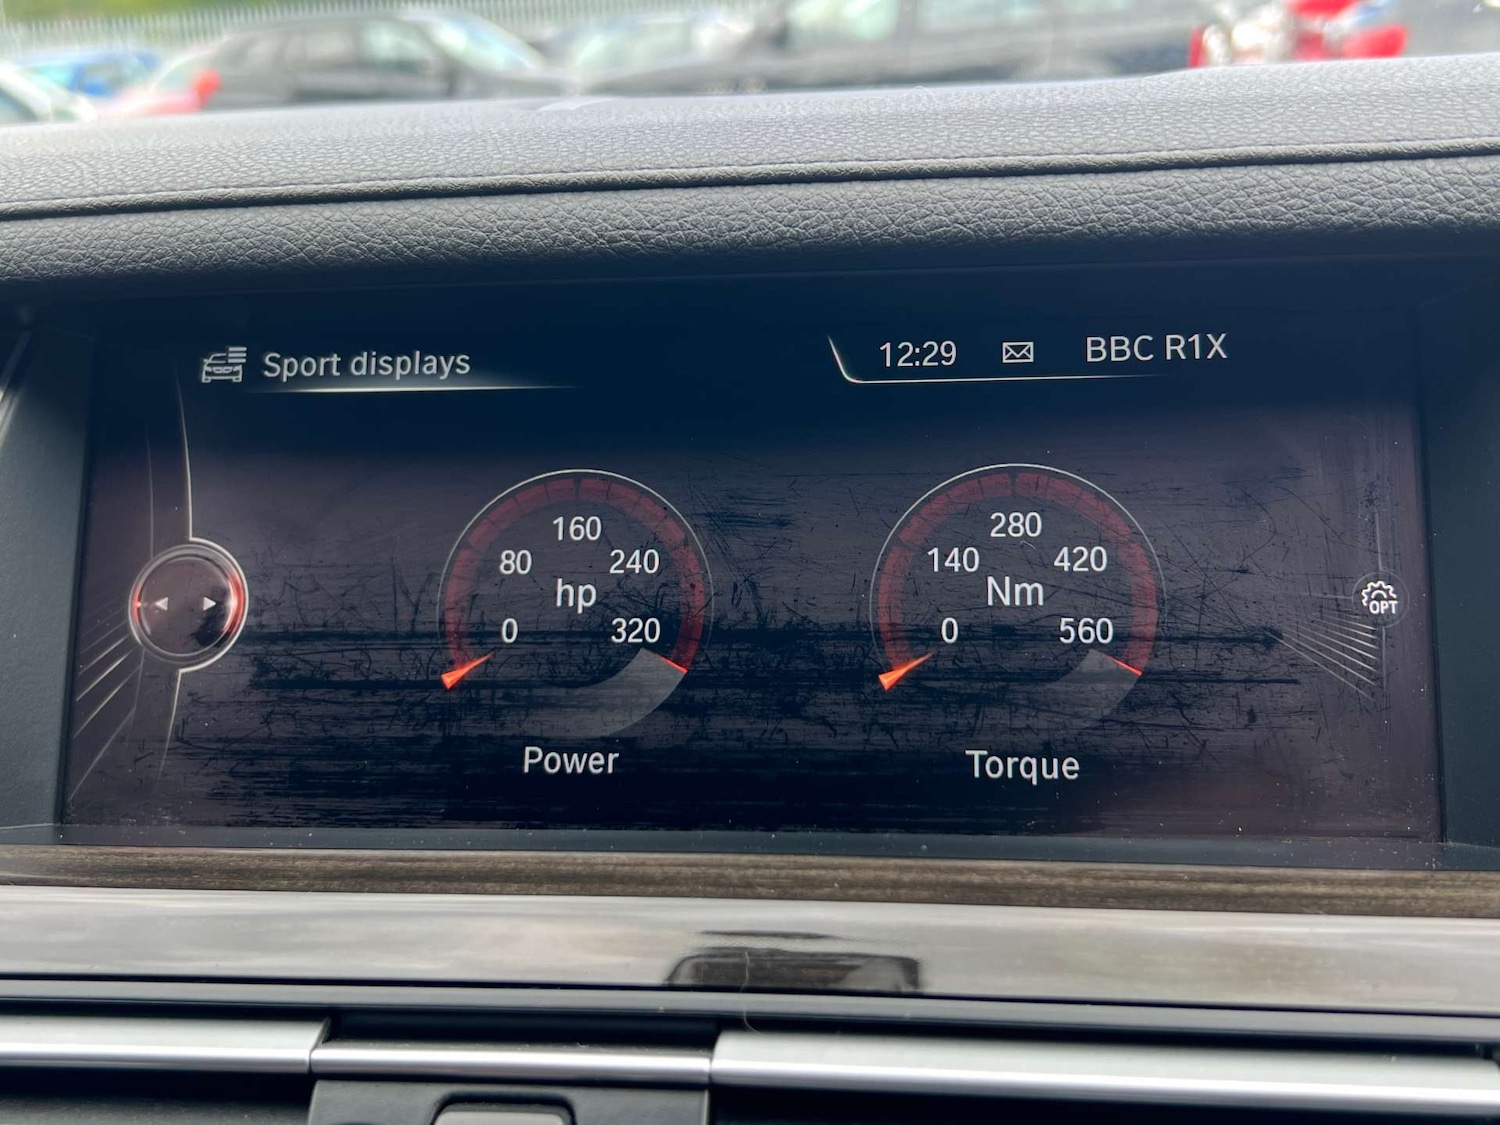 Sport displays
12:29 BBC R1X
160
80 240
hp
0 320
Power
280
140 420
Nm
0 560
Torque
OPT